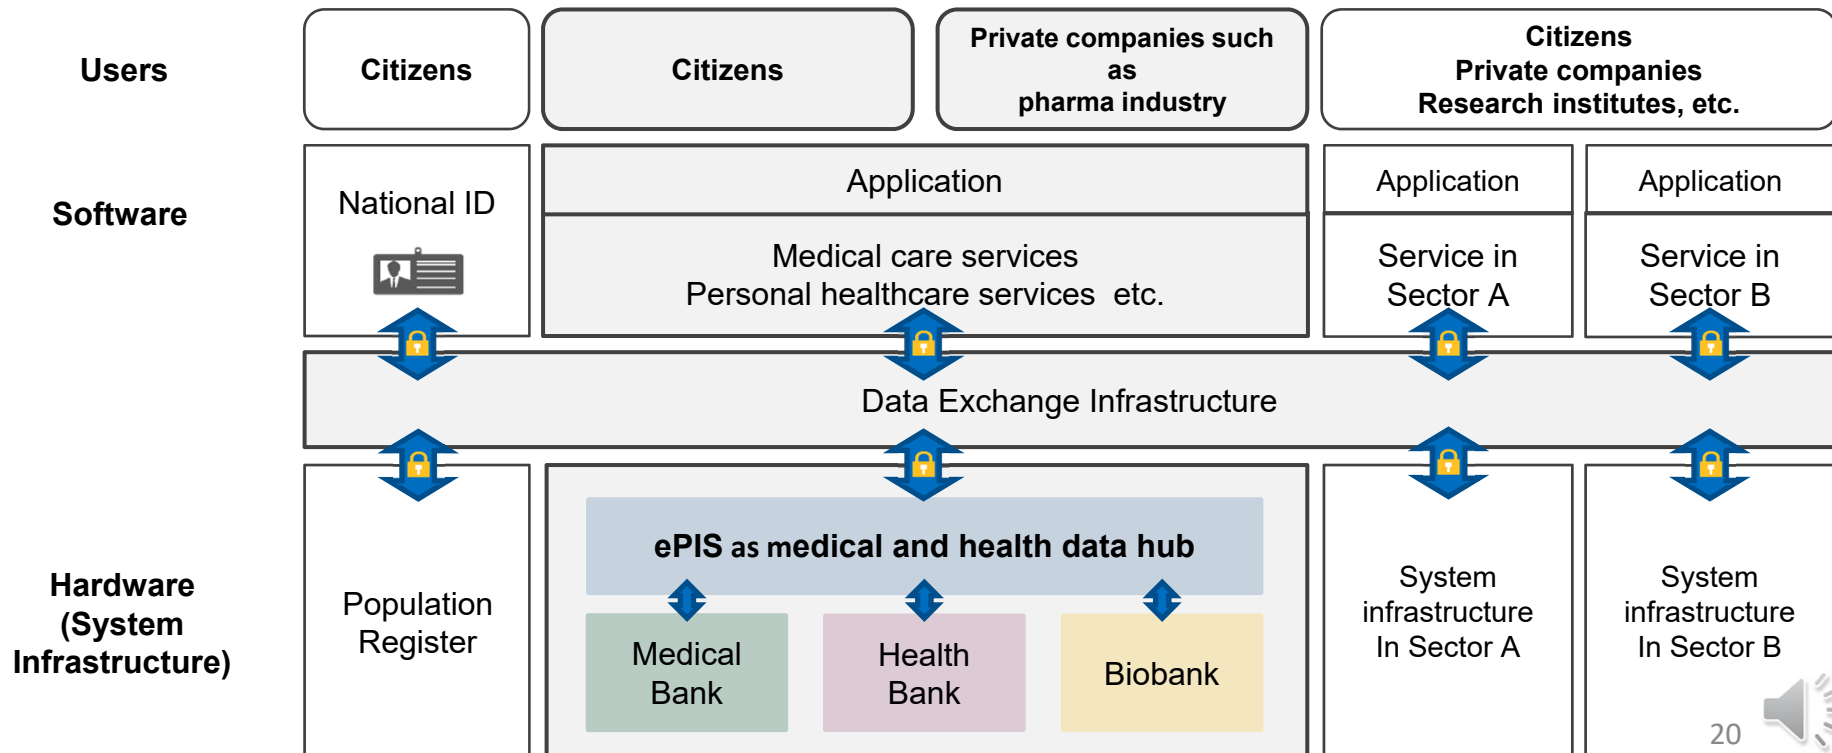 Users
Citizens
Citizens
Private companies such
as
pharma industry
Citizens
Private companies
Research institutes, etc.
Software
National ID
Application
Medical care services
Personal healthcare services etc.
Application
Service in
Sector A
Application
Service in
Sector B
Data Exchange Infrastructure
Hardware
(System
Infrastructure)
Population
Register
ePIS as medical and health data hub
Medical
Bank
Health
Bank
Biobank
System
infrastructure
In Sector A
System
infrastructure
In Sector B
20